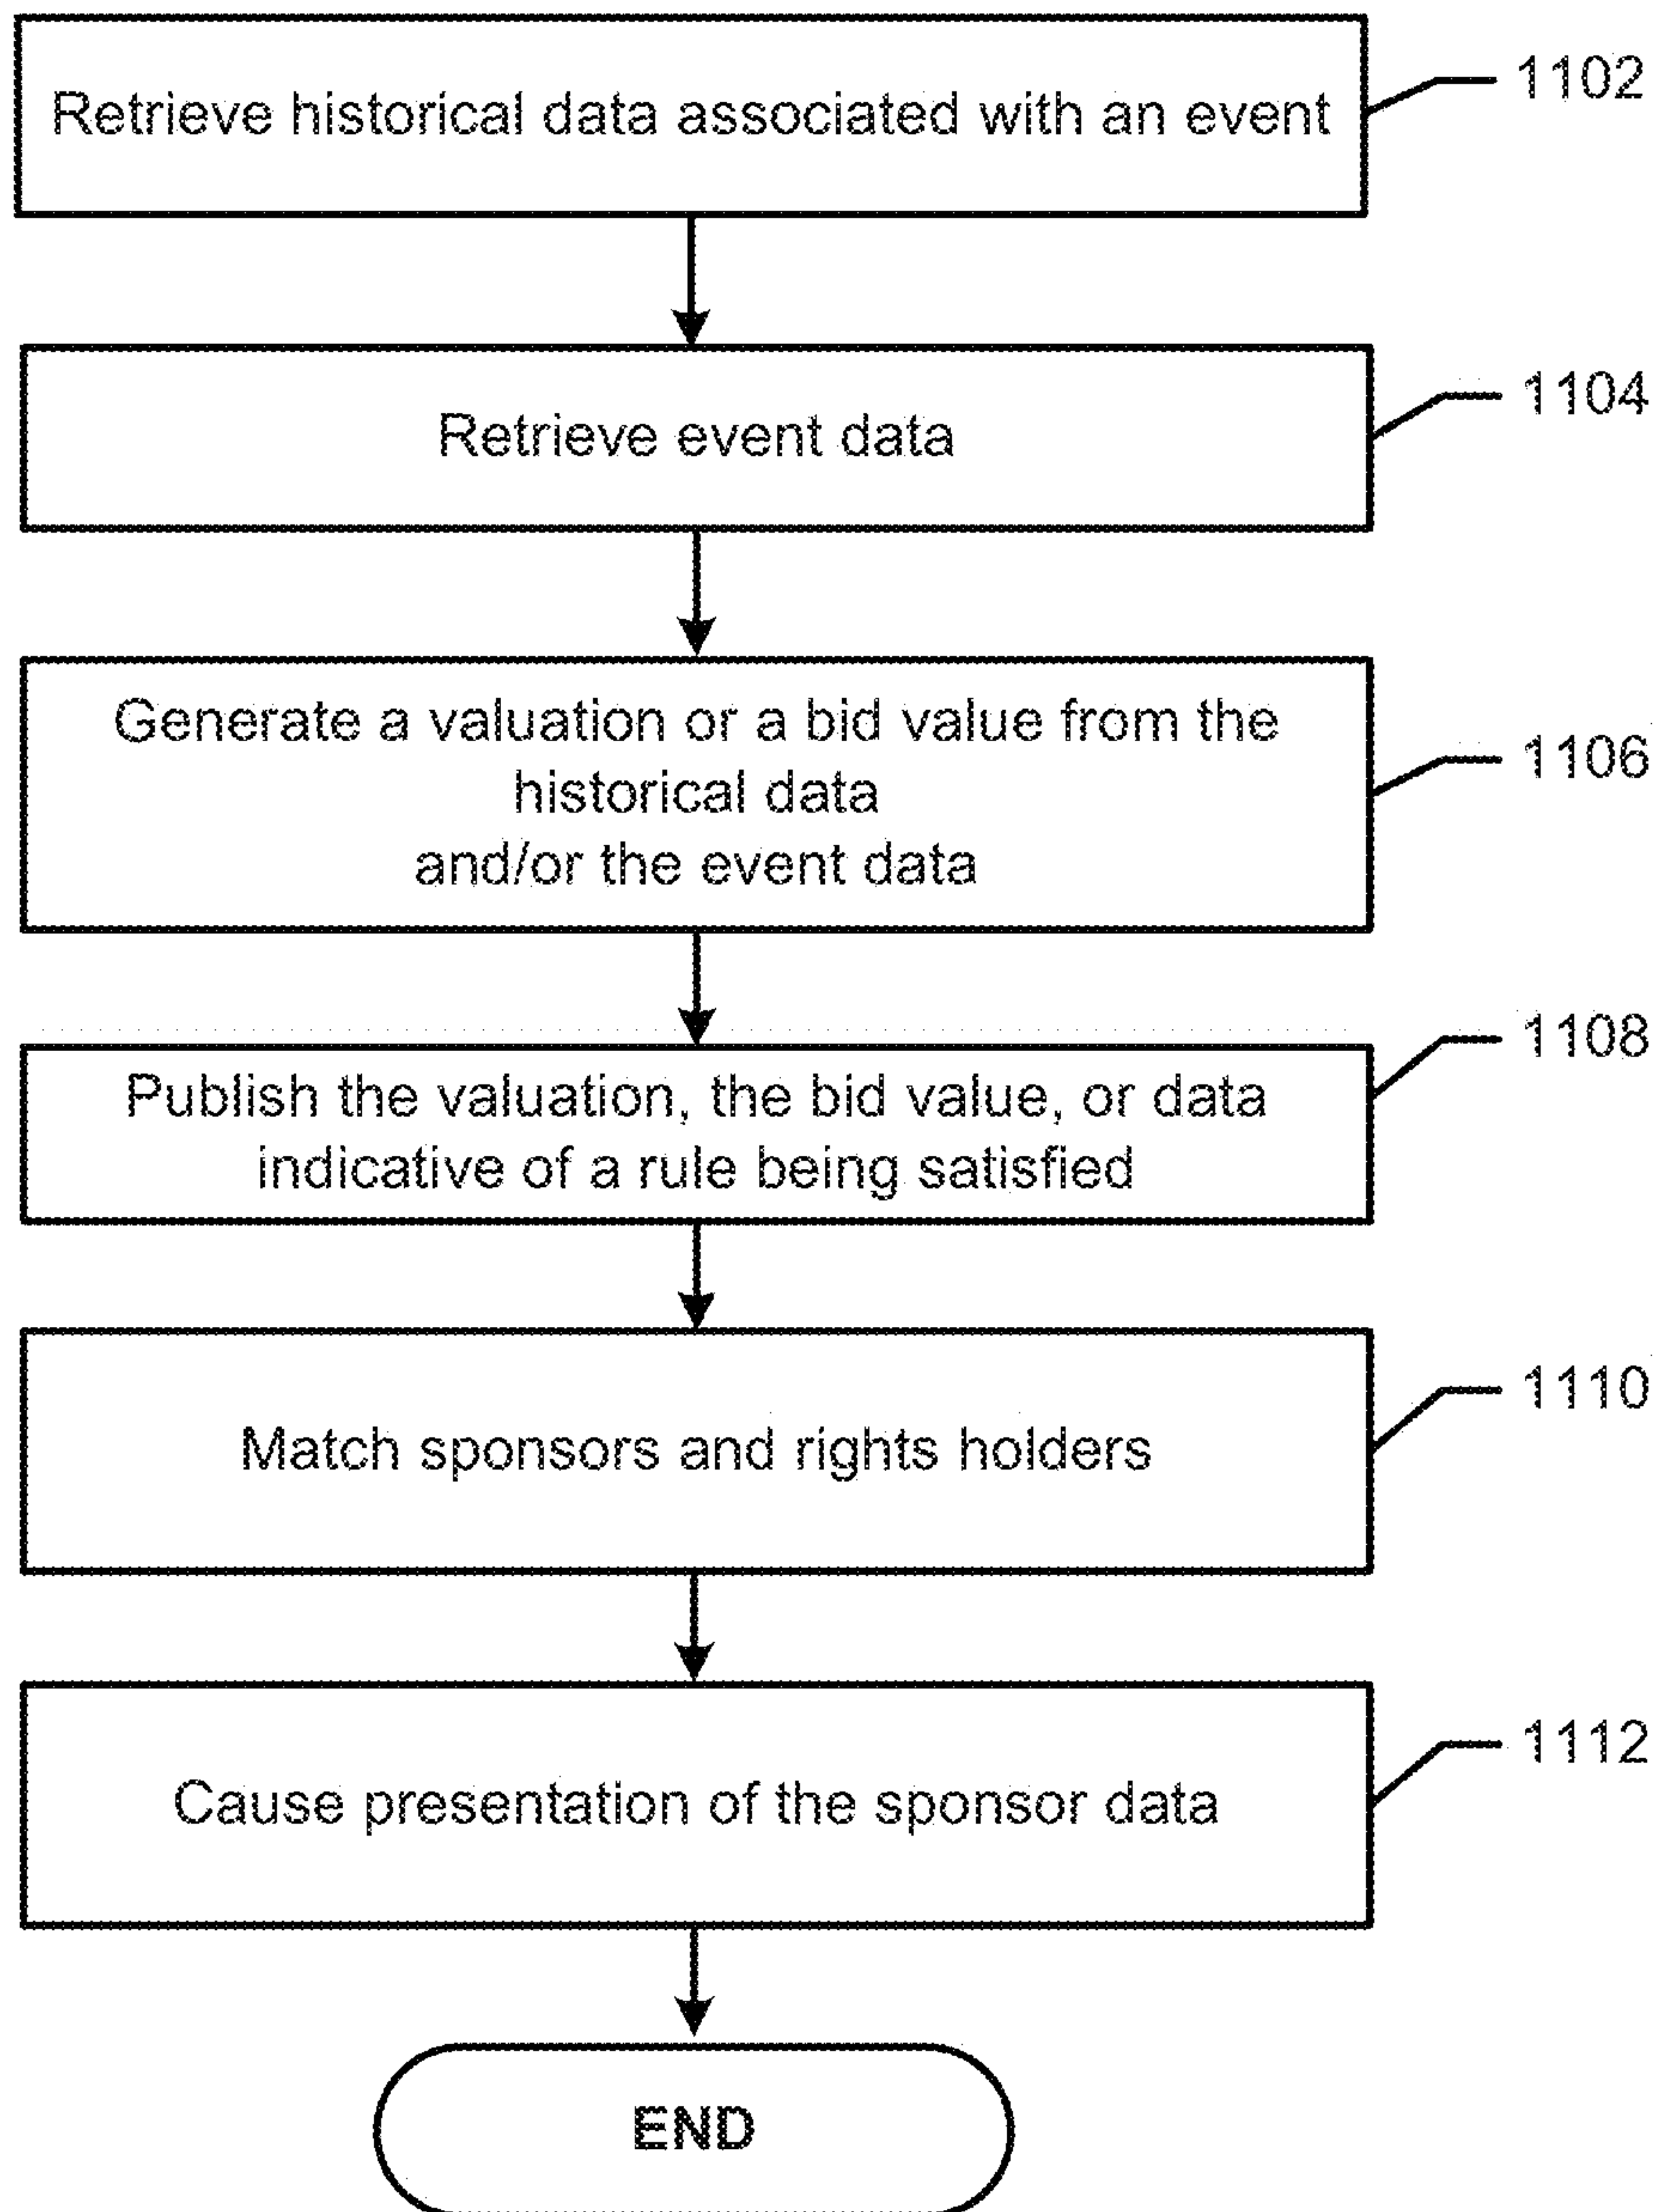 Retrieve historical data associated with an event
1102
Retrieve event data
1104
Generate a valuation or a bid value from the
historical data
and/or the event data
1106
Publish the valuation, the bid value, or data
indicative of a rule being satisfied
1108
Match sponsors and rights holders
1110
Cause presentation of the sponsor data
1112
END